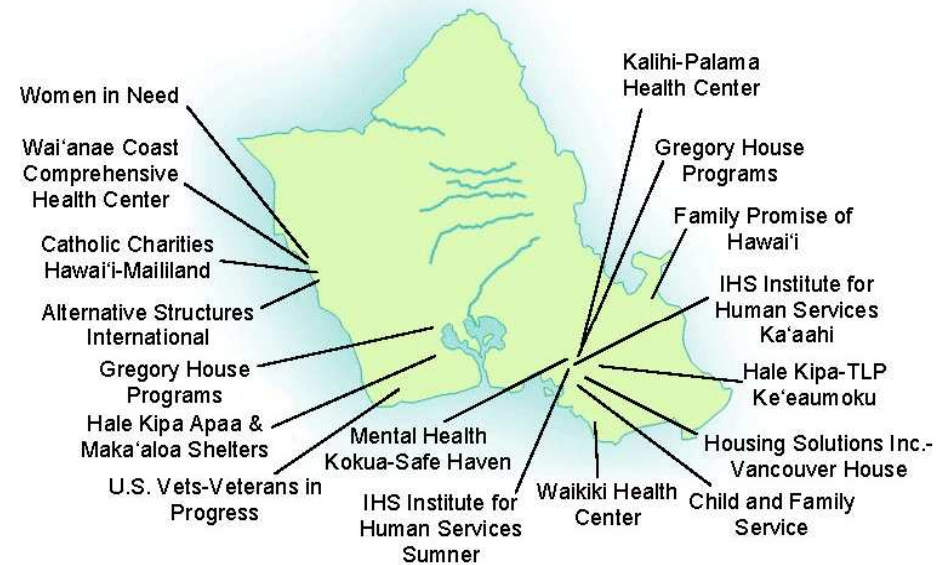 Women in Need
Wai‘anae Coast
Comprehensive
Health Center
Catholic Charities
Hawai‘i-Maililand
Alternative Structures
International
Gregory House
Programs
Hale Kipa Apaa &
Maka‘aloa Shelters
U.S. Vets-Veterans in
Progress
Mental Health
Kokua-Safe Haven
IHS Institute for
Human Services
Sumner
Waikiki Health
Center
Kalihi-Palama
Health Center
Gregory House
Programs
Family Promise of
Hawai‘i
IHS Institute for
Human Services
Ka‘aahi
Hale Kipa-TLP
Ke‘eaumoku
Housing Solutions Inc.-
Vancouver House
Child and Family
Service